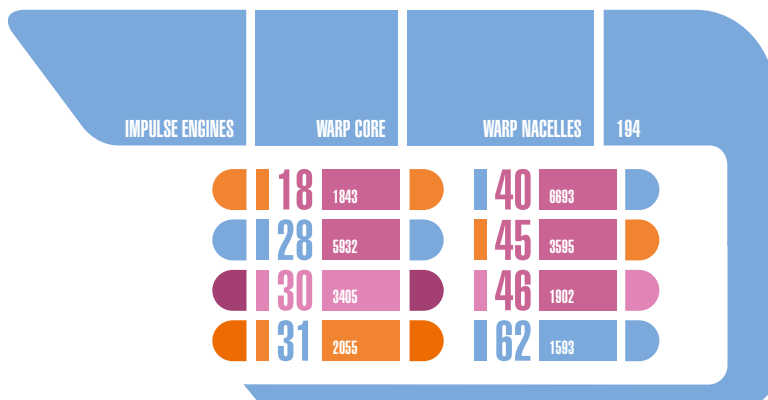 IMPULSE ENGINES WARP CORE WARP NACELLES 194
18 1843 40 6693
28 5932 45 3595
30 3405 46 1902
31 2055 62 1593